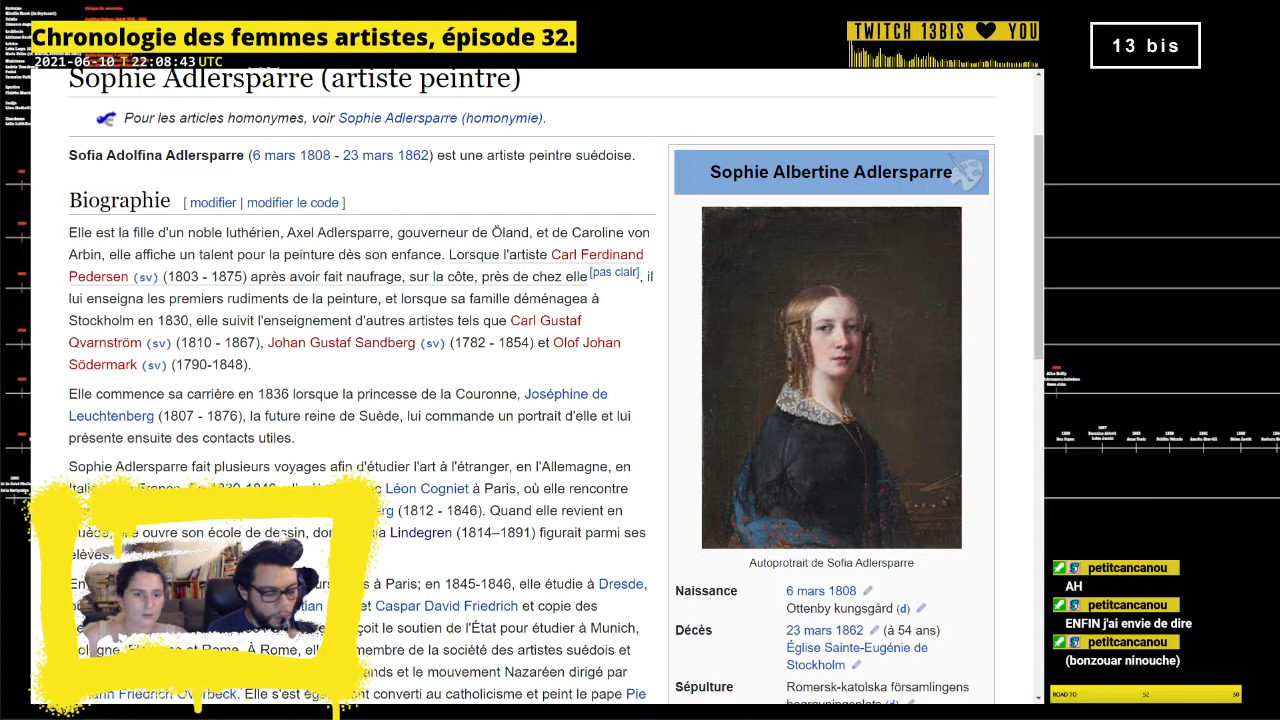 Chronologie des femmes artistes, épisode 32.
2021-06-10 T 22:08:43 UTC
TWITCH 13BIS YOU
13 bis
Sophie Adlersparre (artiste peintre)
Pour les articles homonymes, voir Sophie Adlersparre (homonymie).
Sofia Adolfina Adlersparre (6 mars 1808 - 23 mars 1862) est une artiste peintre suédoise.
Biographie [ modifier | modifier le code ]
Elle est la fille d'un noble luthérien, Axel Adlersparre, gouverneur de Öland, et de Caroline von
Arbin, elle affiche un talent pour la peinture dès son enfance. Lorsque l'artiste Carl Ferdinand
Pedersen (sv) (1803 - 1875) après avoir fait naufrage, sur la côte, près de chez elle[pas clair], il
lui enseigna les premiers rudiments de la peinture, et lorsque sa famille déménagea à
Stockholm en 1830, elle suivit l'enseignement d'autres artistes tels que Carl Gustaf
Qvarnström (sv) (1810 - 1867), Johan Gustaf Sandberg (sv) (1782 - 1854) et Olof Johan
Södermark (sv) (1790-1848).
Elle commence sa carrière en 1836 lorsque la princesse de la Couronne, Joséphine de
Leuchtenberg (1807 - 1876), la future reine de Suède, lui commande un portrait d'elle et lui
présente ensuite des contacts utiles.
Sophie Adlersparre fait plusieurs voyages afin d'étudier l'art à l'étranger, en l'Allemagne, en
Léon Cogniet à Paris, où elle rencontre
(1812 - 1846). Quand elle revient en
ouvre son école de dessin, Lindegren (1814–1891) figurait parmi ses
élèves.
à Paris; en 1845-1846, elle étudie à Dresde,
et Caspar David Friedrich et copie des
le soutien de l'État pour étudier à Munich,
et Rome. À Rome, membre de la société des artistes suédois et
et le mouvement Nazaréen dirigé par
Friedrich Overbeck. Elle s'est converti au catholicisme et peint le pape Pie
Sophie Albertine Adlersparre
Autoprotrait de Sofia Adlersparre
Naissance 6 mars 1808
Ottenby kungsgård (d)
Décès 23 mars 1862 (à 54 ans)
Église Sainte-Eugénie de
Stockholm
Sépulture Romersk-katolska församlingens
begravningsplats (d)
petitcancanou
AH
petitcancanou
ENFIN j'ai envie de dire
petitcancanou
(bonzouar ninouche)
ROAD TO 52 50